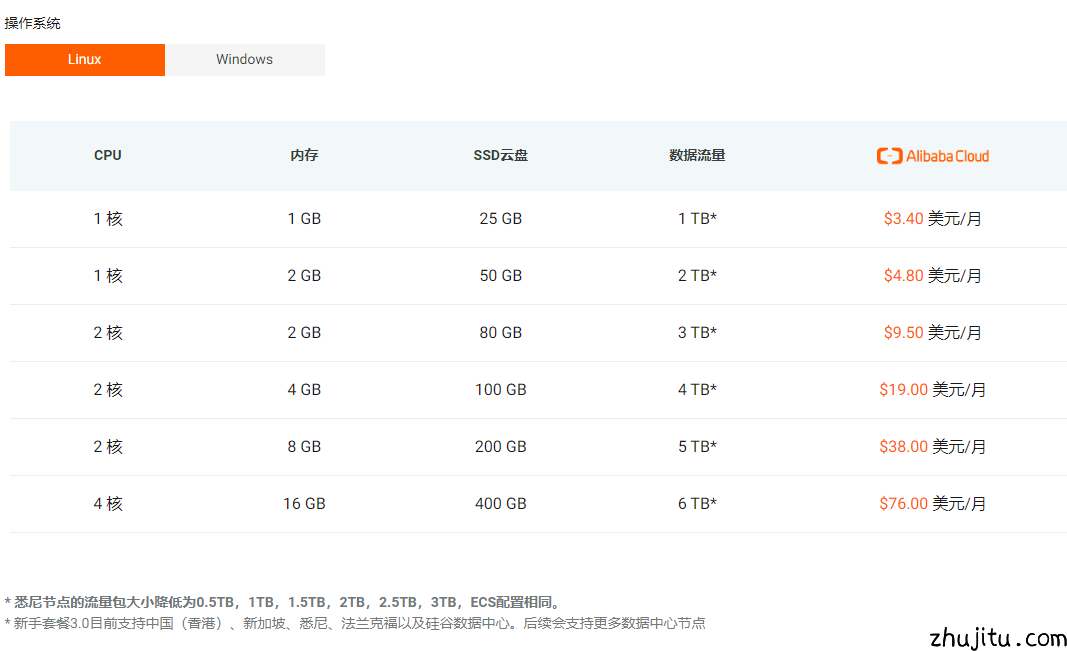 操作系统
Linux Windows
CPU 内存 SSD云盘 数据流量 Alibaba Cloud
1 核 1 GB 25 GB 1 TB* $3.40 美元/月
1 核 2 GB 50 GB 2 TB* $4.80 美元/月
2 核 2 GB 80 GB 3 TB* $9.50 美元/月
2 核 4 GB 100 GB 4 TB* $19.00 美元/月
2 核 8 GB 200 GB 5 TB* $38.00 美元/月
4 核 16 GB 400 GB 6 TB* $76.00 美元/月
* 悉尼节点的流量包大小降低为0.5TB，1TB，1.5TB，2TB，2.5TB，3TB，ECS配置相同。
* 新手套餐3.0目前支持中国（香港）、新加坡、悉尼、法兰克福以及硅谷数据中心。后续会支持更多数据中心节点
zhujitu.com